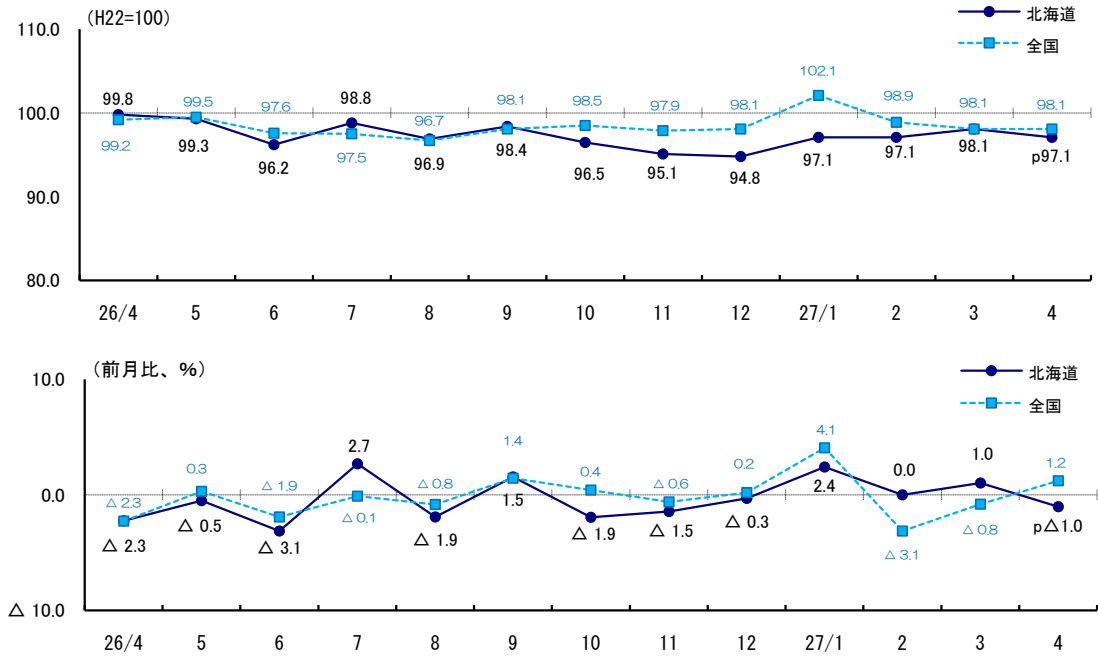 (H22=100)
北海道
全国
110.0
100.0
90.0
80.0
99.8 99.5 97.6 98.8 96.7 98.1 98.5 97.9 98.1 102.1 98.9 98.1 98.1
99.2 99.3 96.2 97.5 96.9 98.4 96.5 95.1 94.8 97.1 97.1 98.1 p97.1
26/4 5 6 7 8 9 10 11 12 27/1 2 3 4
(前月比、%)
北海道
全国
10.0
0.0
△ 10.0
△ 2.3 0.3 △ 1.9 2.7 △ 0.8 1.4 0.4 △ 0.6 0.2 4.1 0.0 1.0 1.2
△ 2.3 △ 0.5 △ 3.1 △ 0.1 △ 1.9 1.5 △ 1.9 △ 1.5 △ 0.3 2.4 △ 3.1 △ 0.8 p△1.0
26/4 5 6 7 8 9 10 11 12 27/1 2 3 4